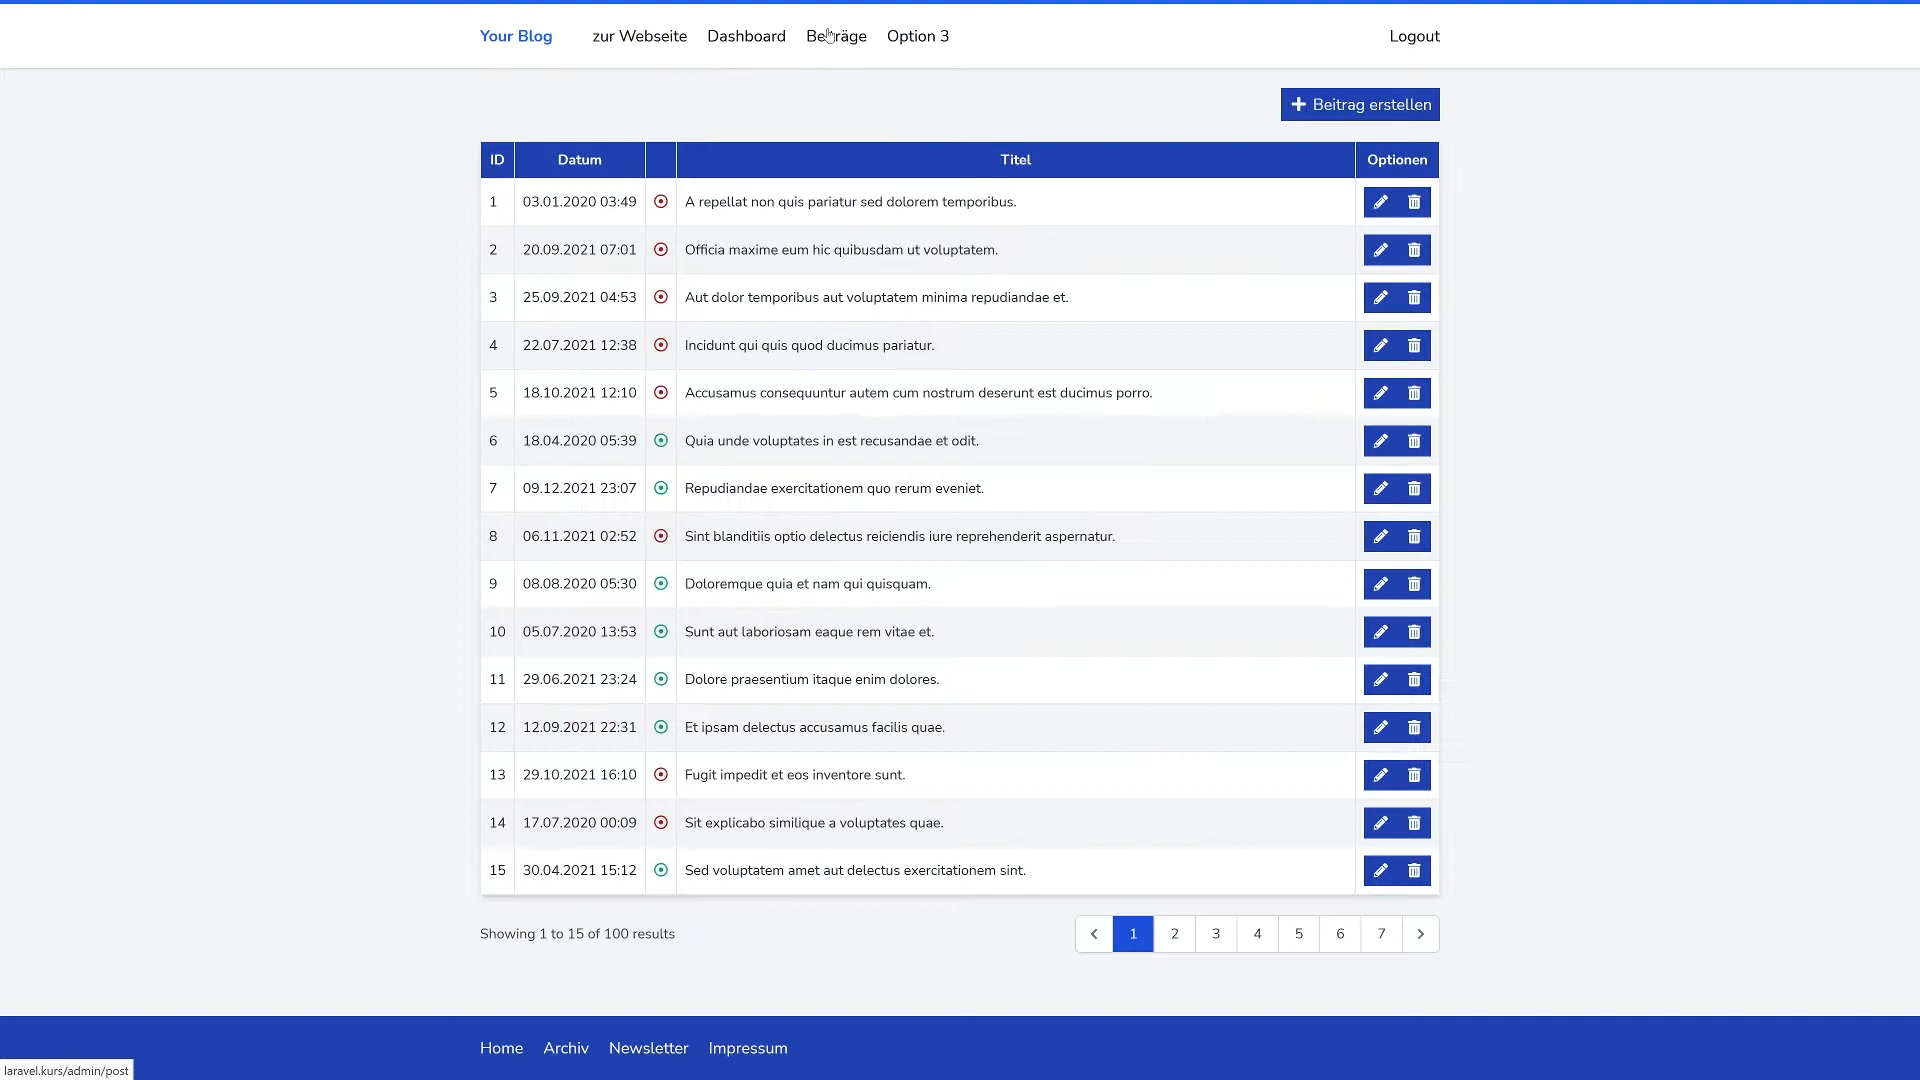 Your Blog zur Webseite Dashboard Beiträge Option 3 Logout
Beitrag erstellen
ID Datum Titel Optionen
1 03.01.2020 03:49 A repellat non quis pariatur sed dolorem temporibus.
2 20.09.2021 07:01 Officia maxime eum hic quibusdam ut voluptatem.
3 25.09.2021 04:53 Aut dolor temporibus aut voluptatem minima repudiandae et.
4 22.07.2021 12:38 Incidunt qui quis quod ducimus pariatur.
5 18.10.2021 12:10 Accusamus consequuntur autem cum nostrum deserunt est ducimus porro.
6 18.04.2020 05:39 Quia unde voluptates in est recusandae et odit.
7 09.12.2021 23:07 Repudiandae exercitationem quo rerum eveniet.
8 06.11.2021 02:52 Sint blanditiis optio delectus reiciendis iure reprehenderit aspernatur.
9 08.08.2020 05:30 Doloremque quia et nam qui quisquam.
10 05.07.2020 13:53 Sunt aut laboriosam eaque rem vitae et.
11 29.06.2021 23:24 Dolore praesentium itaque enim dolores.
12 12.09.2021 22:31 Et ipsam delectus accusamus facilis quae.
13 29.10.2021 16:10 Fugit impedit et eos inventore sunt.
14 17.07.2020 00:09 Sit explicabo similique a voluptates quae.
15 30.04.2021 15:12 Sed voluptatem amet aut delectus exercitationem sint.
Showing 1 to 15 of 100 results 1 2 3 4 5 6 7
Home Archiv Newsletter Impressum
laravel.kurs/admin/post